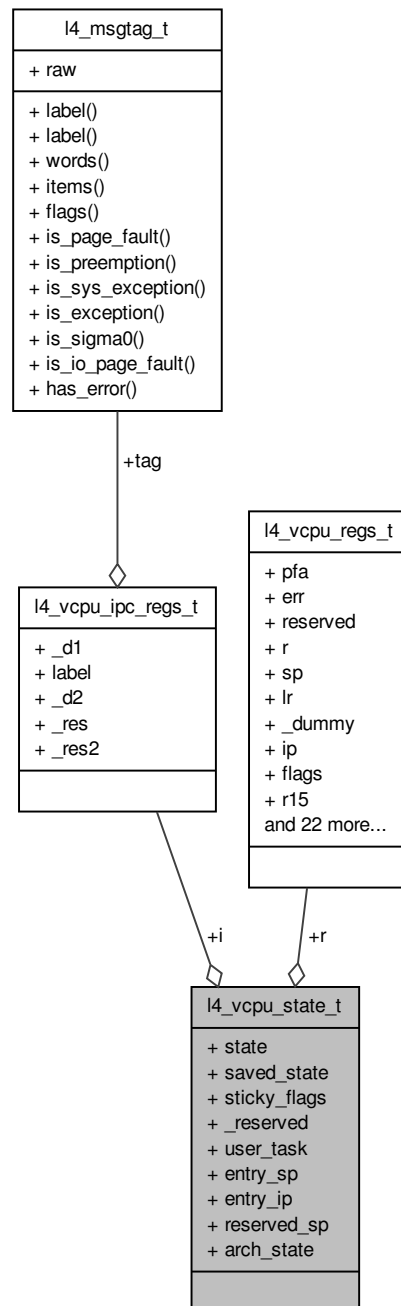 l4_msgtag_t
+ raw
+ label()
+ label()
+ words()
+ items()
+ flags()
+ is_page_fault()
+ is_preemption()
+ is_sys_exception()
+ is_exception()
+ is_sigma0()
+ is_io_page_fault()
+ has_error()
+tag
l4_vcpu_ipc_regs_t
+ _d1
+ label
+ _d2
+ _res
+ _res2
l4_vcpu_regs_t
+ pfa
+ err
+ reserved
+ r
+ sp
+ lr
+ _dummy
+ ip
+ flags
+ r15
and 22 more...
+i
+r
l4_vcpu_state_t
+ state
+ saved_state
+ sticky_flags
+ _reserved
+ user_task
+ entry_sp
+ entry_ip
+ reserved_sp
+ arch_state